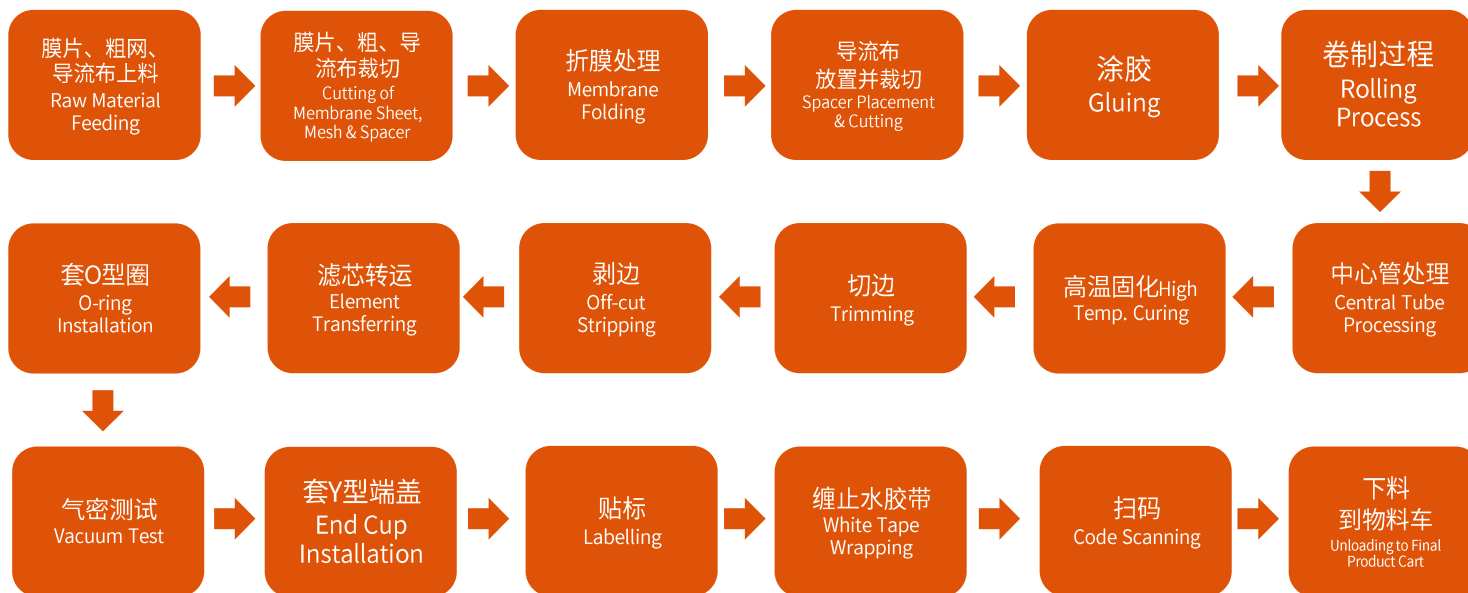 膜片、粗网、
导流布上料
Raw Material
Feeding
膜片、粗、导
流布裁切
Cutting of
Membrane Sheet,
Mesh & Spacer
折膜处理
Membrane
Folding
导流布
放置并裁切
Spacer Placement
& Cutting
涂胶
Gluing
卷制过程
Rolling
Process
中心管处理
Central Tube
Processing
高温固化High
Temp. Curing
切边
Trimming
剥边
Off-cut
Stripping
滤芯转运
Element
Transferring
套O型圈
O-ring
Installation
气密测试
Vacuum Test
套Y型端盖
End Cup
Installation
贴标
Labelling
缠止水胶带
White Tape
Wrapping
扫码
Code Scanning
下料
到物料车
Unloading to Final
Product Cart